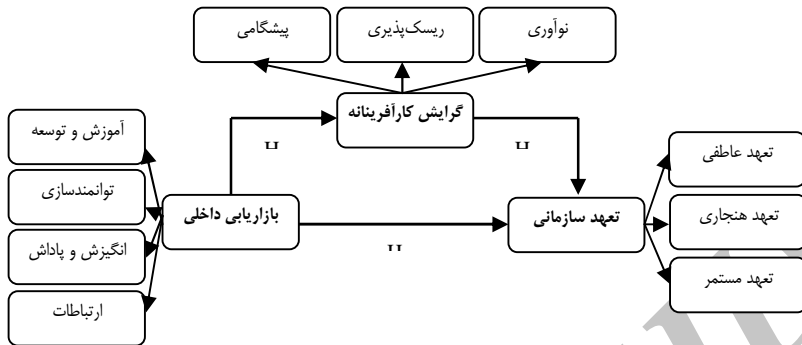 نوآوری
ریسک‌پذیری
پیشگامی
گرایش کارآفرینانه
آموزش و توسعه
توانمندسازی
انگیزش و پاداش
ارتباطات
بازاریابی داخلی
تعهد سازمانی
تعهد عاطفی
تعهد هنجاری
تعهد مستمر